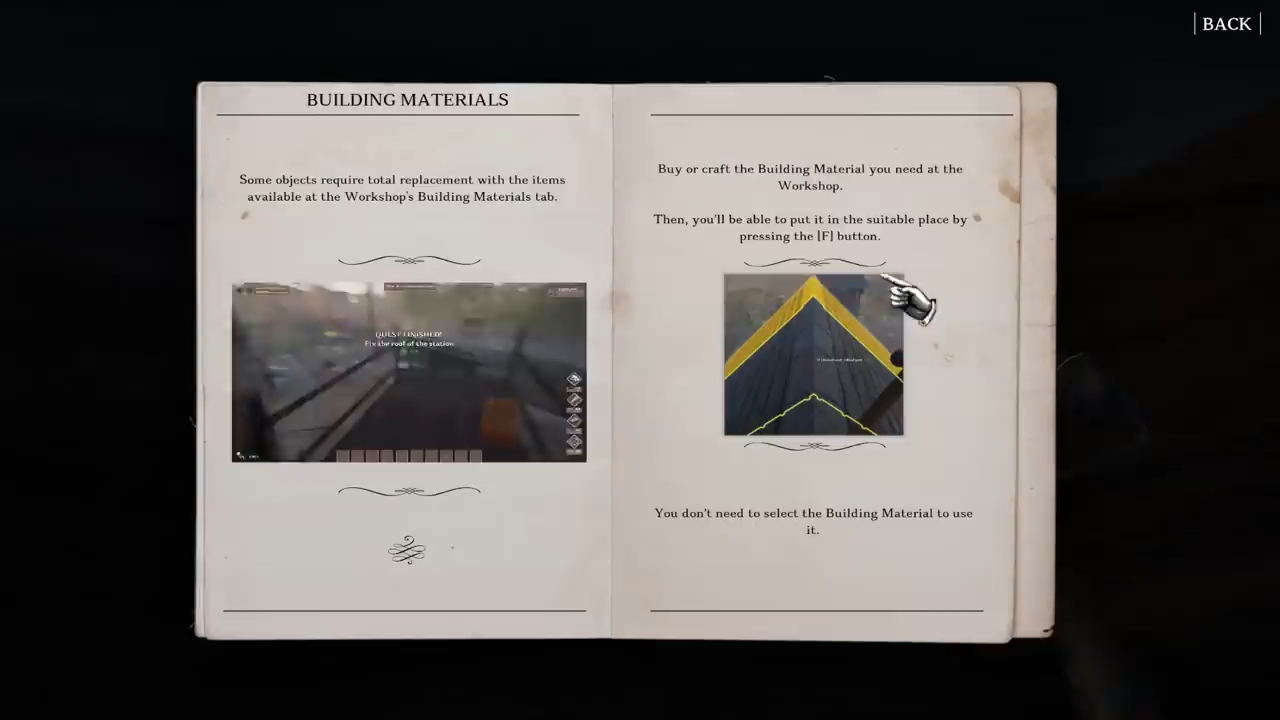 BACK
BUILDING MATERIALS
Some objects require total replacement with the items
available at the Workshop's Building Materials tab.
QUEST FINISHED!
Fix the roof of the station
Buy or craft the Building Material you need at the
Workshop.
Then, you'll be able to put it in the suitable place by
pressing the [F] button.
You don't need to select the Building Material to use
it.